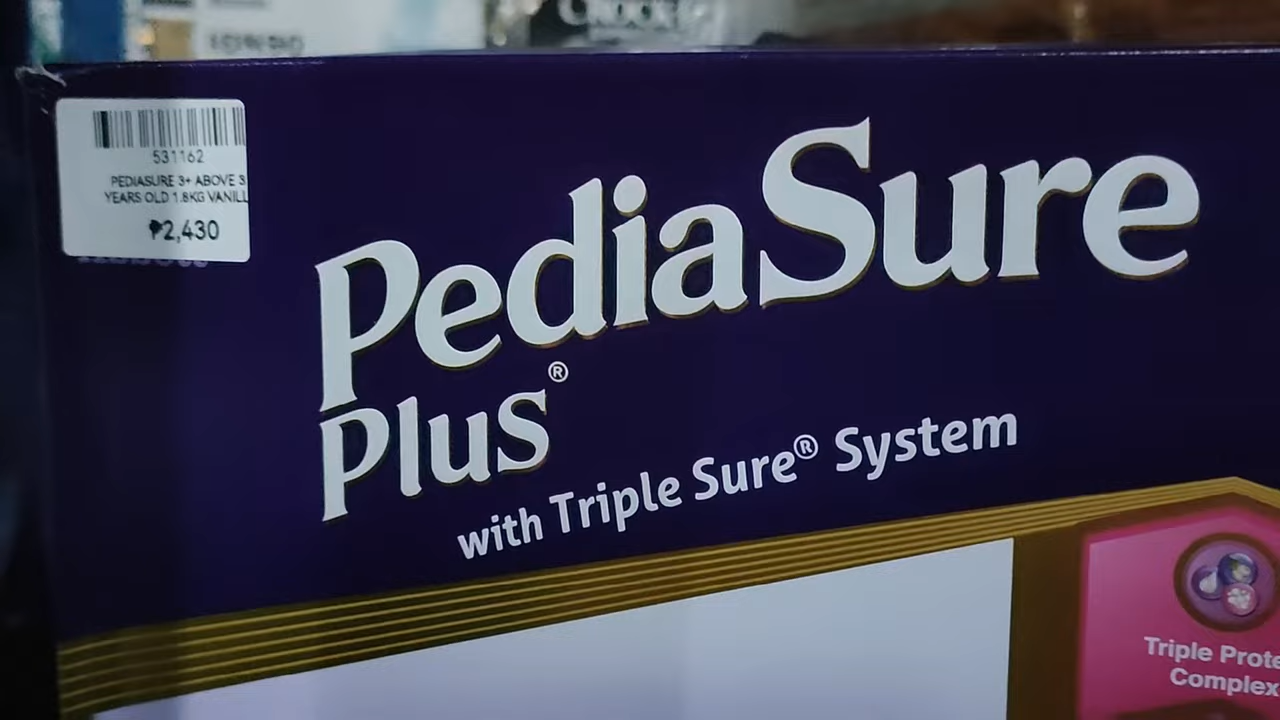 531162
PEDIASURE 3+ ABOVE 3
YEARS OLD 1.8KG VANILL
₱2,430
PediaSure
Plus®
with Triple Sure® System
Triple Prote
Complex